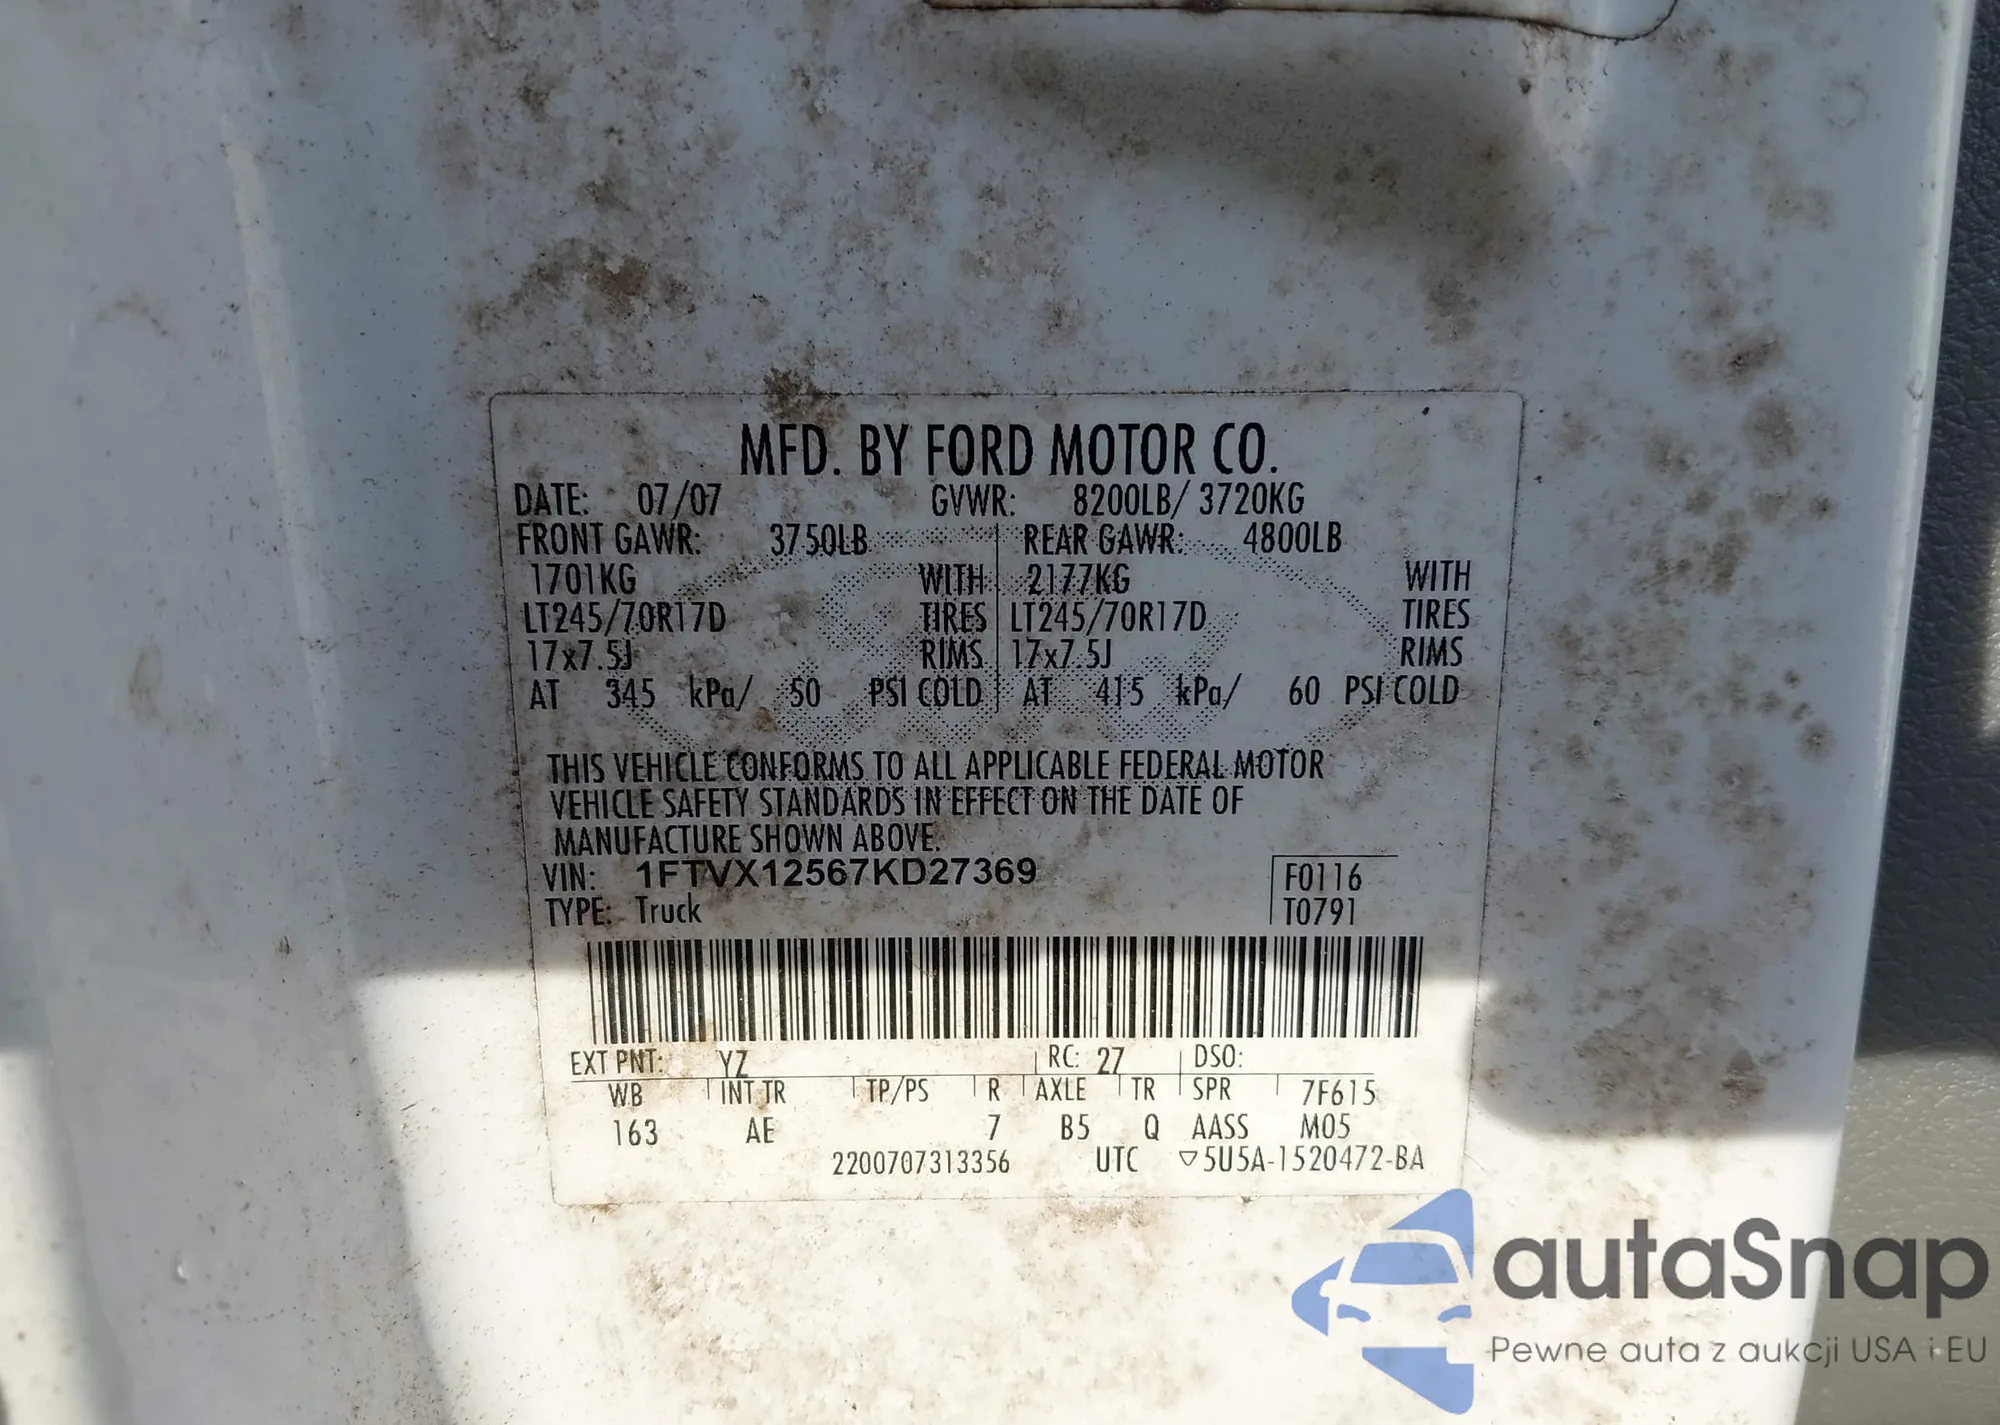 MFD. BY FORD MOTOR CO.
DATE: 07/07 GVWR: 8200LB/ 3720KG
FRONT GAWR: 3750LB REAR GAWR: 4800LB
1701KG WITH 2177KG WITH
LT245/70R17D TIRES LT245/70R17D TIRES
17x7.5J RIMS 17x7.5J RIMS
AT 345 kPa/ 50 PSI COLD AT 415 kPa/ 60 PSI COLD
THIS VEHICLE CONFORMS TO ALL APPLICABLE FEDERAL MOTOR
VEHICLE SAFETY STANDARDS IN EFFECT ON THE DATE OF
MANUFACTURE SHOWN ABOVE.
VIN: 1FTVX12567KD27369 F0116
TYPE: Truck T0791
EXT PNT: YZ RC: 27 DSO:
WB INT TR TP/PS R AXLE TR SPR 7F615
163 AE 7 B5 Q AASS M05
2200707313356 UTC ▽5U5A-1520472-BA
autaSnap
Pewne auta z aukcji USA i EU